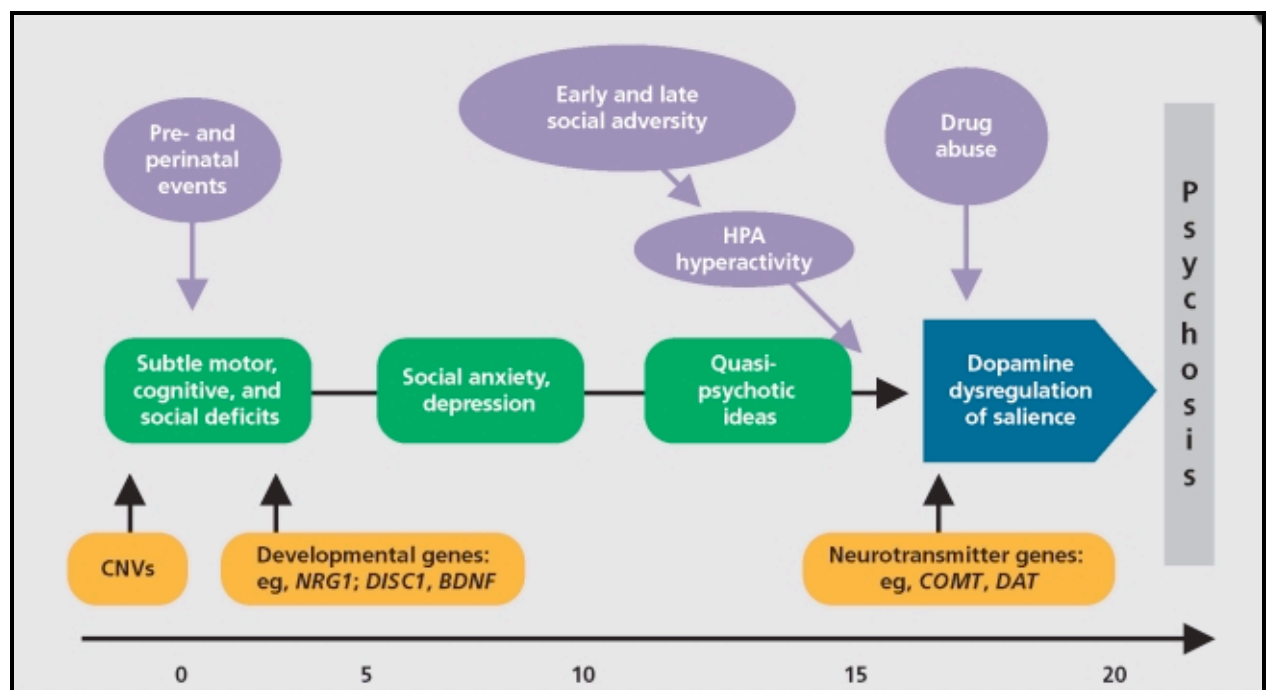 Pre- and
perinatal
events
Early and late
social adversity
Drug
abuse
HPA
hyperactivity
Subtle motor,
cognitive, and
social deficits
Social anxiety,
depression
Quasi-
psychotic
ideas
Dopamine
dysregulation
of salience
Psychosis
CNVs
Developmental genes:
eg, NRG1; DISC1, BDNF
Neurotransmitter genes:
eg, COMT, DAT
0 5 10 15 20